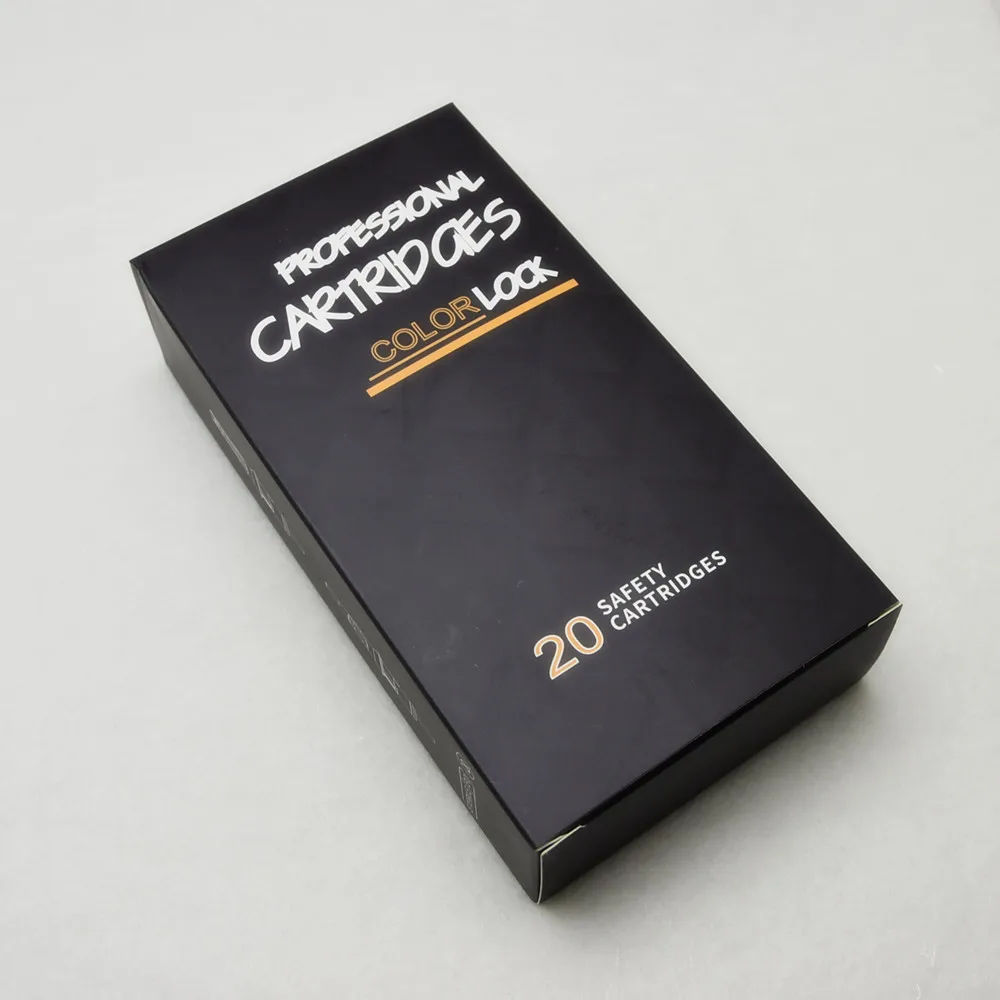 PROFESSIONAL
CARTRIDGES
COLOR LOCK
20 SAFETY
CARTRIDGES